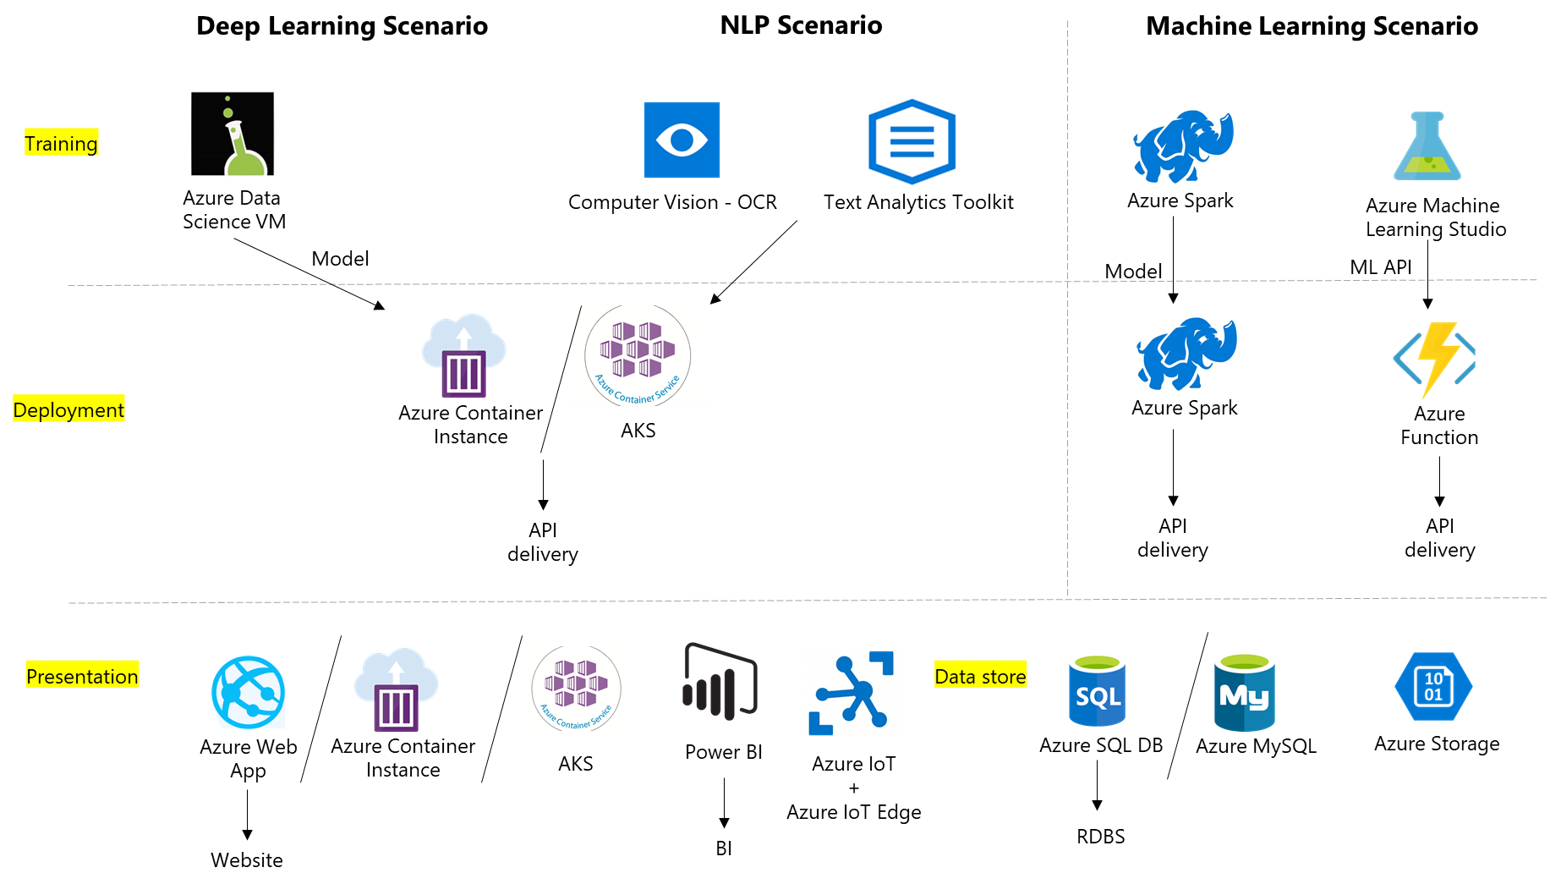 Deep Learning Scenario
NLP Scenario
Machine Learning Scenario
Training
Azure Data
Science VM
Computer Vision - OCR
Text Analytics Toolkit
Azure Spark
Azure Machine
Learning Studio
Model
Model
ML API
Deployment
Azure Container
Instance
Azure Container Service
AKS
Azure Spark
Azure
Function
API
delivery
API
delivery
API
delivery
Presentation
Azure Web
App
Azure Container
Instance
Azure Container Service
AKS
Power BI
Azure IoT
+
Azure IoT Edge
Data store
SQL
Azure SQL DB
My
Azure MySQL
10
01
Azure Storage
Website
BI
RDBS